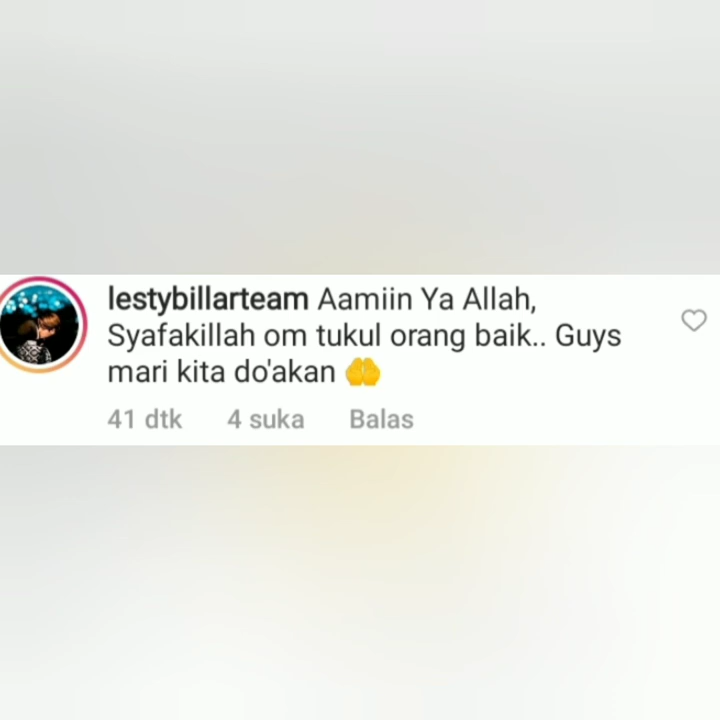 lestybillarteam Aamiin Ya Allah,
Syafakillah om tukul orang baik.. Guys
mari kita do'akan 🤲
41 dtk 4 suka Balas